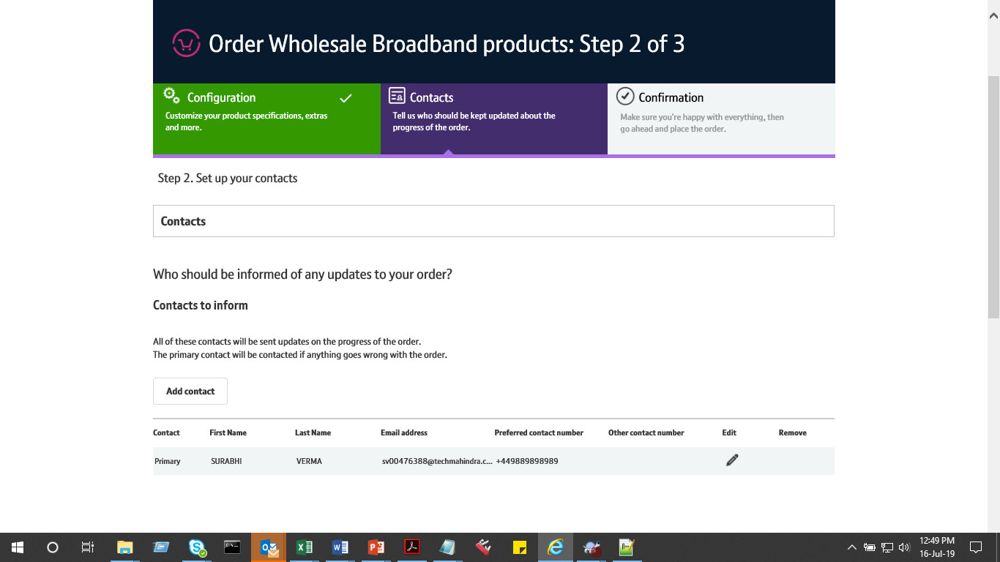 Order Wholesale Broadband products: Step 2 of 3
Configuration
Customize your product specifications, extras
and more.
Contacts
Tell us who should be kept updated about the
progress of the order.
Confirmation
Make sure you're happy with everything, then
go ahead and place the order.
Step 2. Set up your contacts
Contacts
Who should be informed of any updates to your order?
Contacts to inform
All of these contacts will be sent updates on the progress of the order.
The primary contact will be contacted if anything goes wrong with the order.
Add contact
Contact First Name Last Name Email address Preferred contact number Other contact number Edit Remove
Primary SURABHI VERMA sv00476388@techmahindra.c... +449889898989
12:49 PM
16-Jul-19